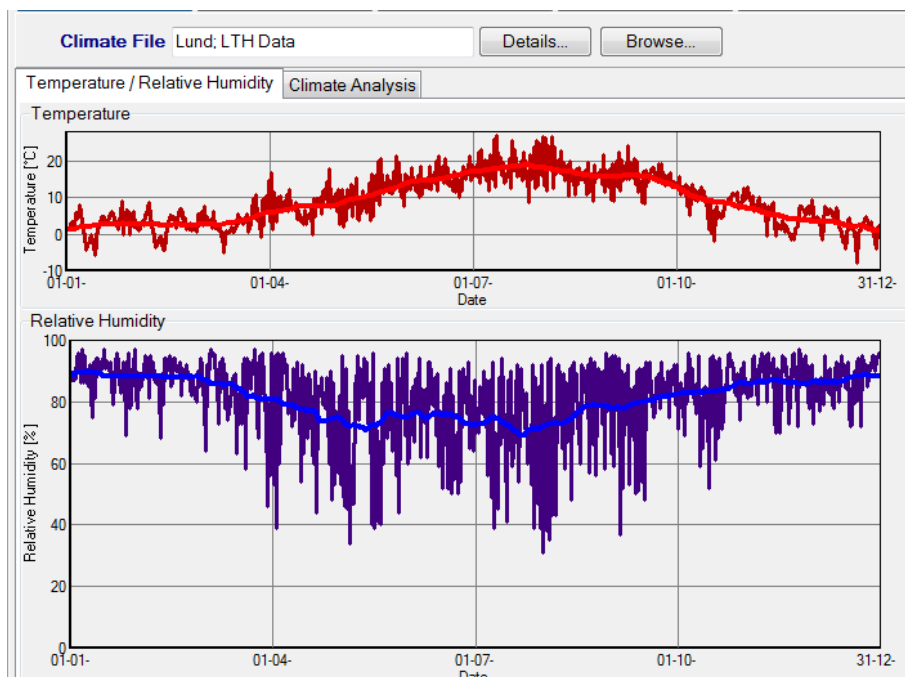 Climate File Lund; LTH Data Details... Browse...
Temperature / Relative Humidity Climate Analysis
Temperature
Temperature [°C]
20
10
0
-10
01-01- 01-04- 01-07- 01-10- 31-12-
Date
Relative Humidity
Relative Humidity [%]
100
80
60
40
20
0
01-01- 01-04- 01-07- 01-10- 31-12-
Date